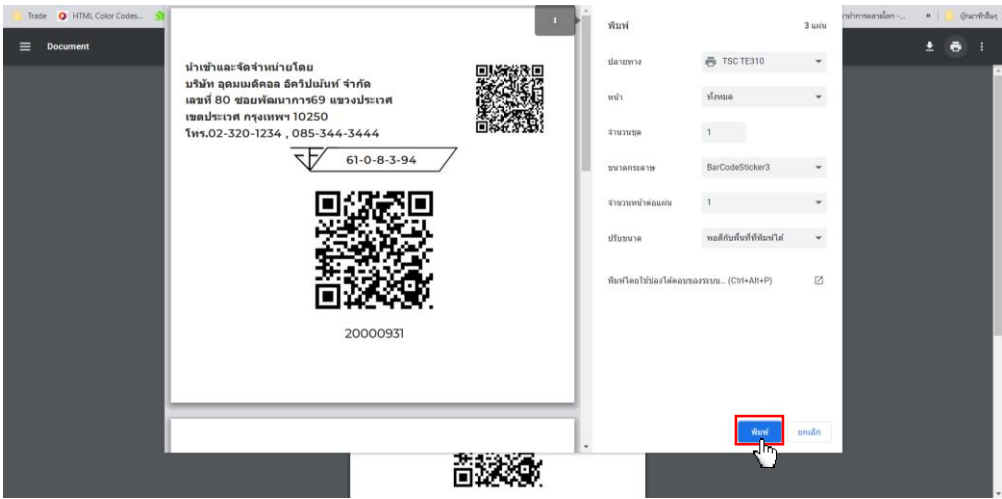 Trade
HTML Color Codes...
»
บุ๊กมาร์กอื่นๆ
Document
1
นำเข้าและจัดจำหน่ายโดย
บริษัท อุดมเมดิคอล อิควิปเม้นท์ จำกัด
เลขที่ 80 ซอยพัฒนาการ69 แขวงประเวศ
เขตประเวศ กรุงเทพฯ 10250
โทร.02-320-1234 , 085-344-3444
61-0-8-3-94
20000931
พิมพ์
3 แผ่น
ปลายทาง
TSC TE310
หน้า
ทั้งหมด
จำนวนชุด
1
ขนาดกระดาษ
BarCodeSticker3
จำนวนหน้าต่อแผ่น
1
ปรับขนาด
พอดีกับพื้นที่ที่พิมพ์ได้
พิมพ์โดยใช้ช่องโต้ตอบของระบบ... (Ctrl+Alt+P)
พิมพ์
ยกเลิก